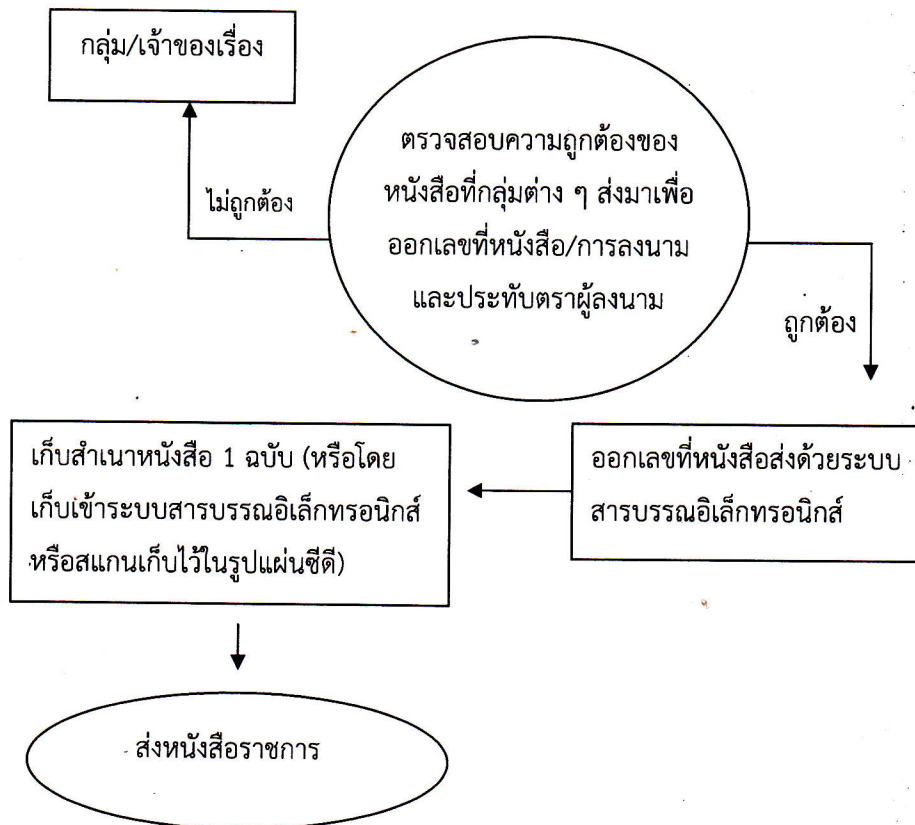 กลุ่ม/เจ้าของเรื่อง
ตรวจสอบความถูกต้องของ
หนังสือที่กลุ่มต่าง ๆ ส่งมาเพื่อ
ออกเลขที่หนังสือ/การลงนาม
และประทับตราผู้ลงนาม
ไม่ถูกต้อง
ถูกต้อง
ออกเลขที่หนังสือส่งด้วยระบบ
สารบรรณอิเล็กทรอนิกส์
เก็บสำเนาหนังสือ 1 ฉบับ (หรือโดย
เก็บเข้าระบบสารบรรณอิเล็กทรอนิกส์
หรือสแกนเก็บไว้ในรูปแผ่นซีดี)
ส่งหนังสือราชการ